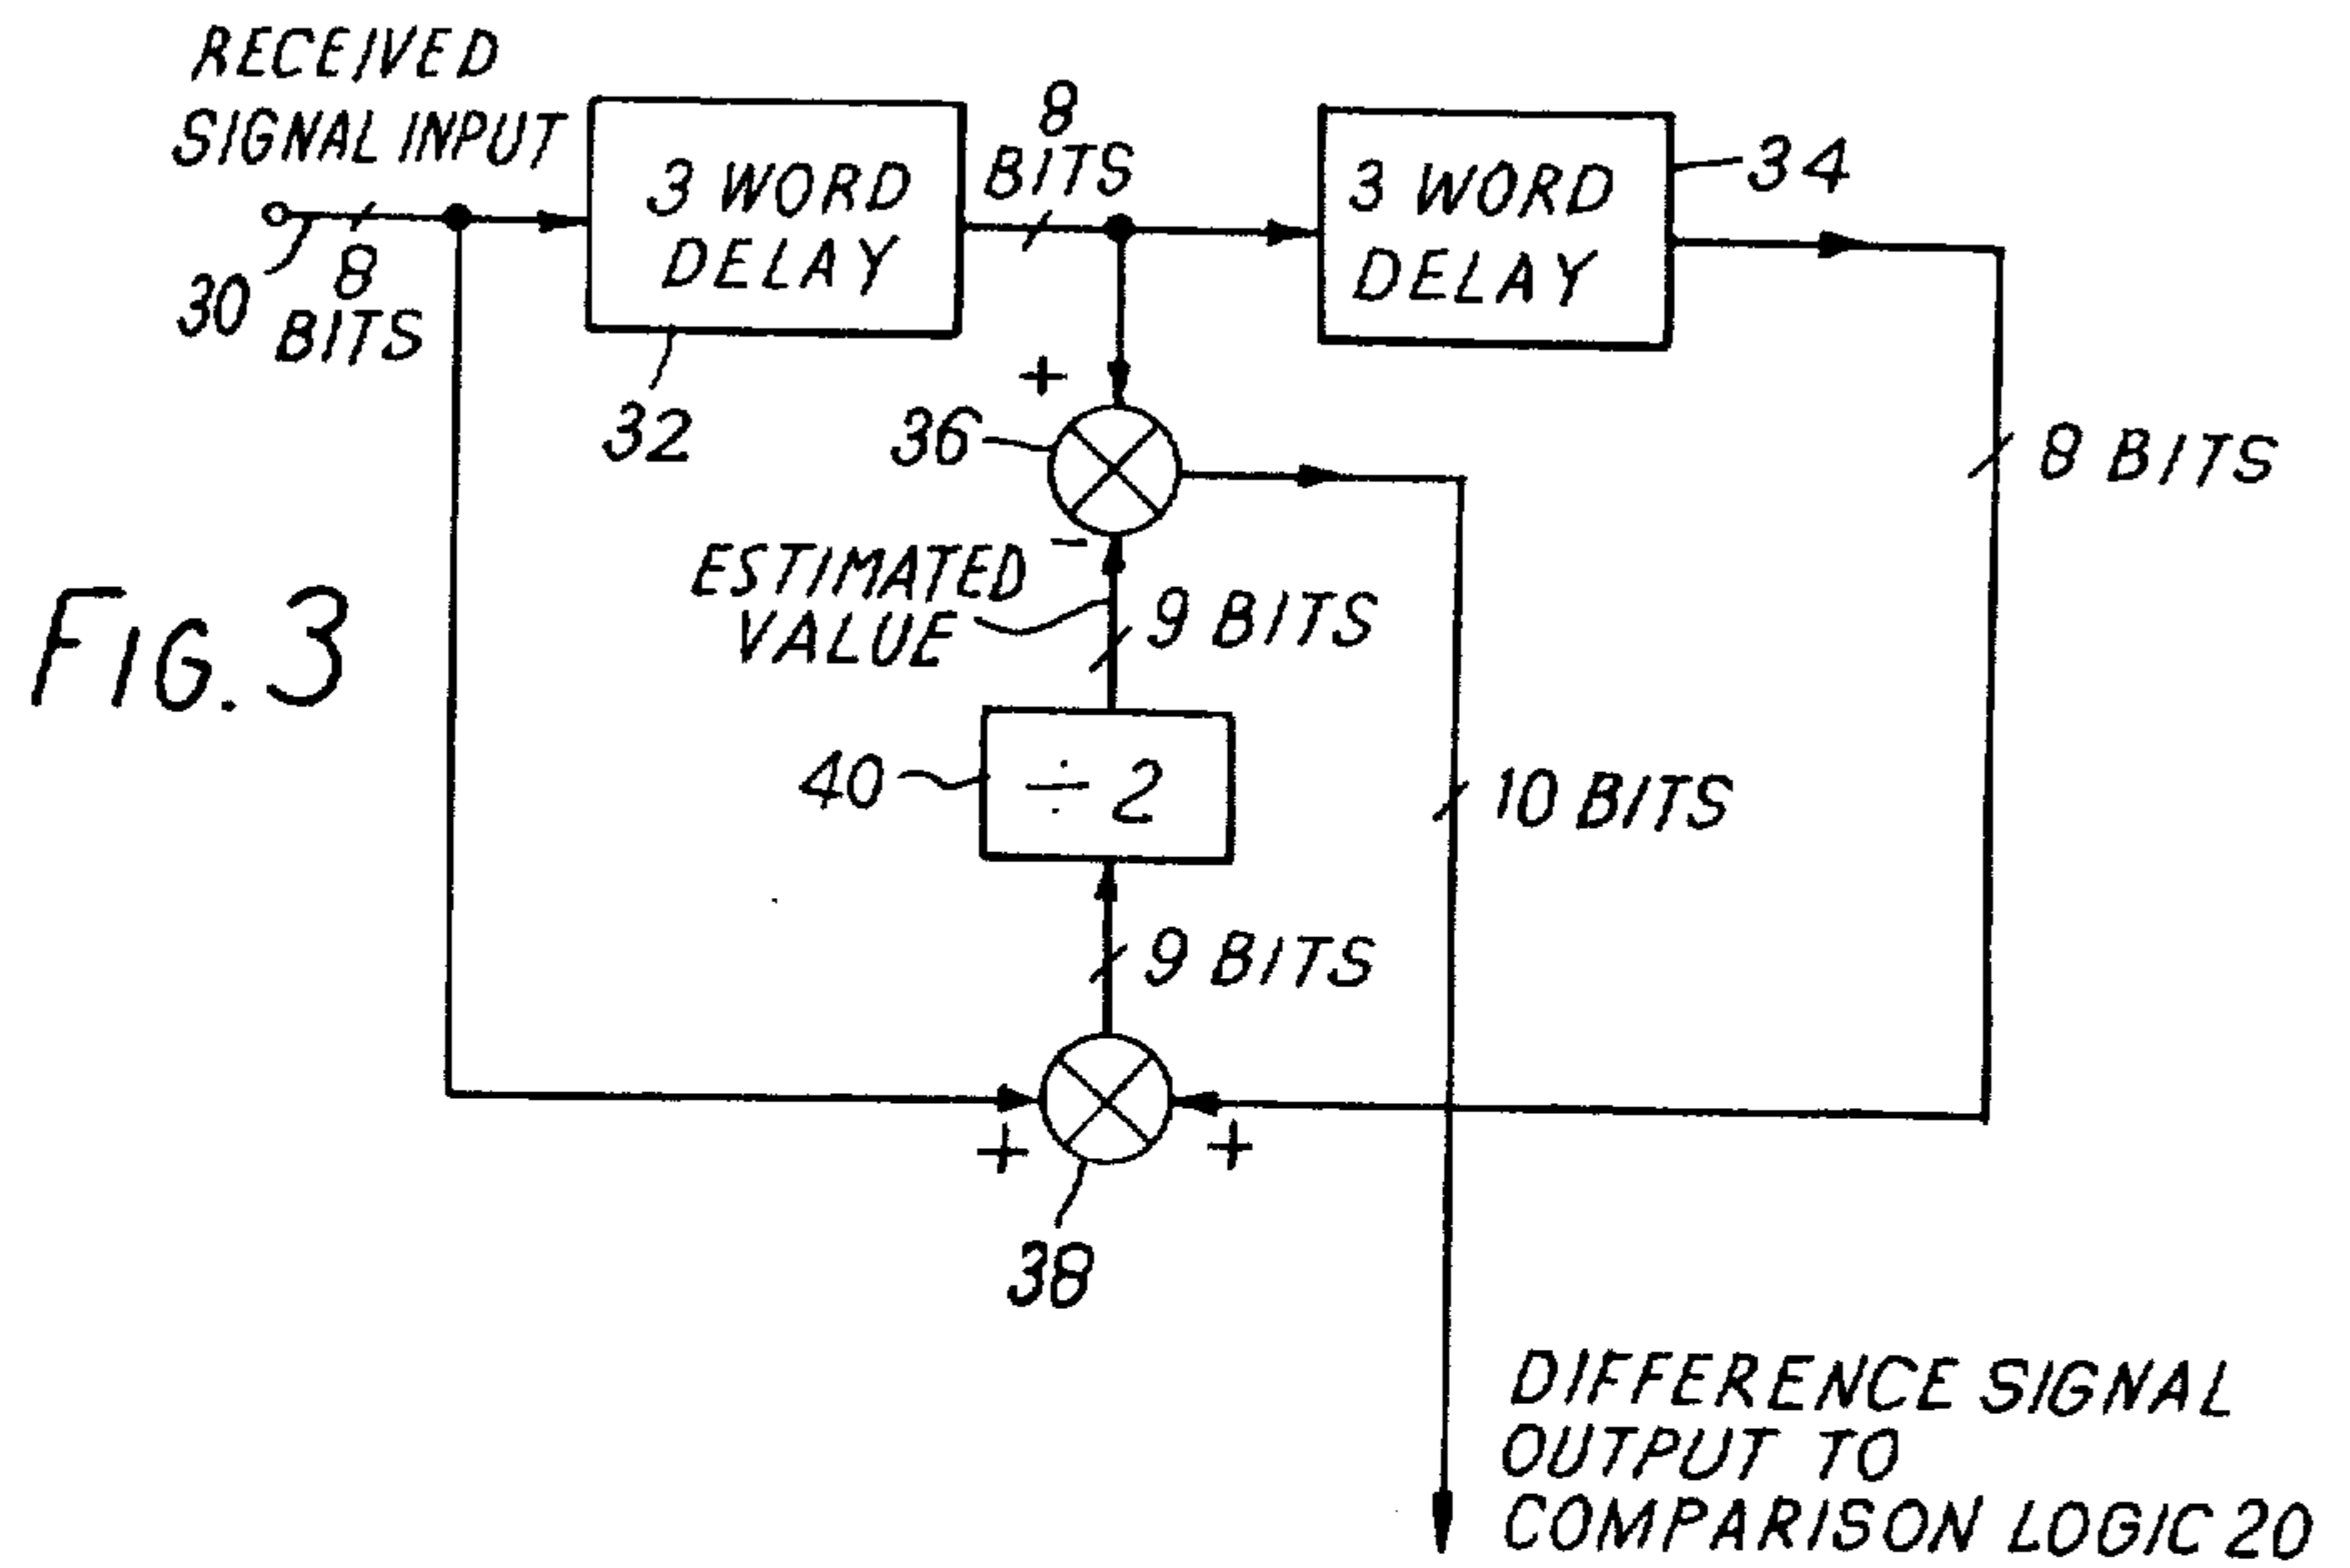 RECEIVED
SIGNAL INPUT
30
8
BITS
3 WORD
DELAY
32
8
BITS
3 WORD
DELAY
34
+
36
-
8 BITS
ESTIMATED
VALUE
9 BITS
FIG. 3
40
÷ 2
10 BITS
9 BITS
+
+
38
DIFFERENCE SIGNAL
OUTPUT TO
COMPARISON LOGIC 20